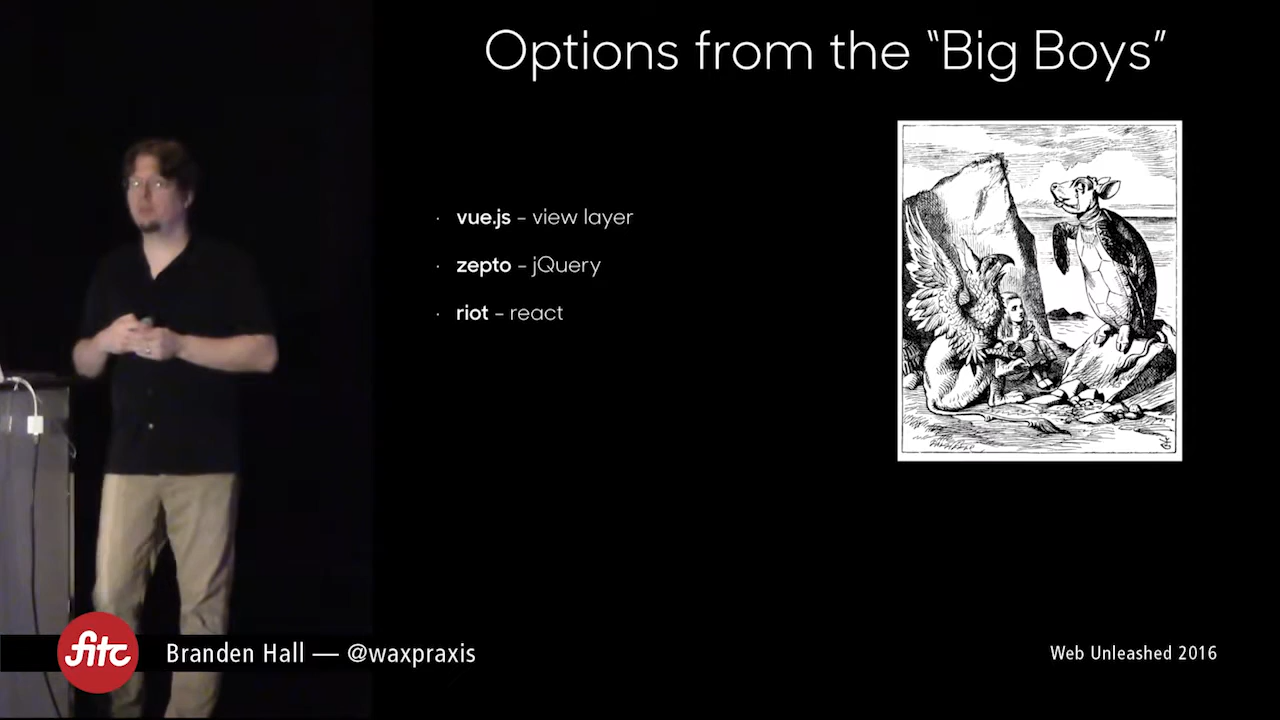 Options from the “Big Boys”
· vue.js - view layer
· zepto - jQuery
· riot - react
fitc
Branden Hall — @waxpraxis
Web Unleashed 2016